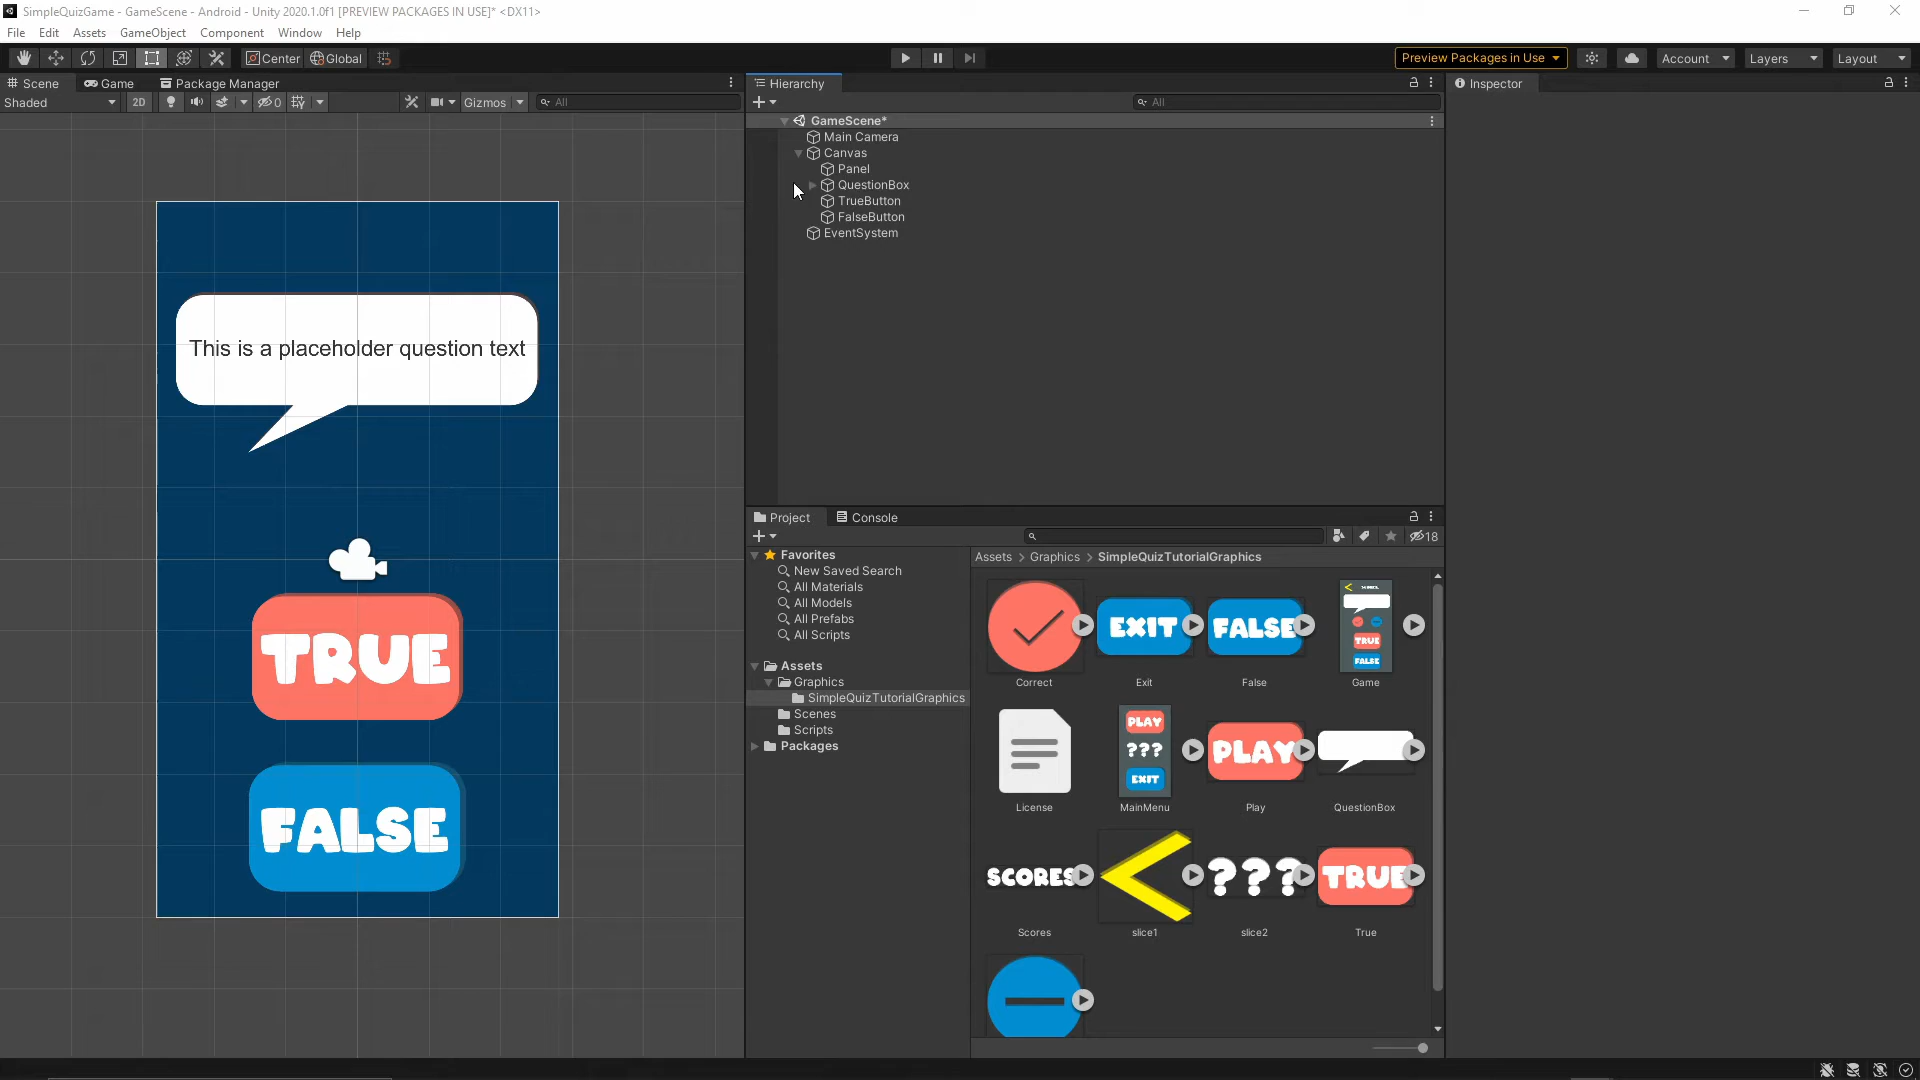 SimpleQuizGame - GameScene - Android - Unity 2020.1.0f1 [PREVIEW PACKAGES IN USE]* <DX11>
File Edit Assets GameObject Component Window Help
Center Global
Preview Packages in Use
Account
Layers
Layout
Scene Game Package Manager
Shaded
2D
0
Gizmos
All
This is a placeholder question text
TRUE
FALSE
Hierarchy
All
GameScene*
Main Camera
Canvas
Panel
QuestionBox
TrueButton
FalseButton
EventSystem
Project Console
18
Favorites
New Saved Search
All Materials
All Models
All Prefabs
All Scripts
Assets
Graphics
SimpleQuizTutorialGraphics
Scenes
Scripts
Packages
Assets > Graphics > SimpleQuizTutorialGraphics
EXIT
FALSE
TRUE
FALSE
Correct
Exit
False
Game
PLAY
???
EXIT
PLAY
License
MainMenu
Play
QuestionBox
SCORES
???
TRUE
Scores
slice1
slice2
True
Inspector